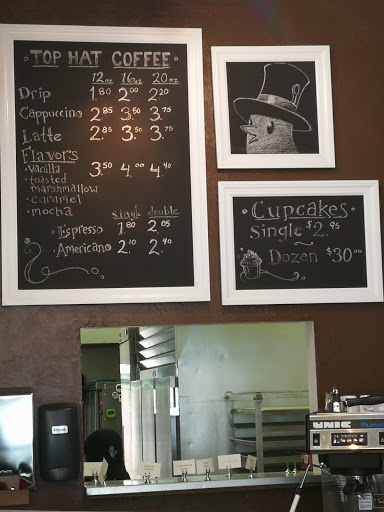 TOP HAT COFFEE
12oz 16oz 20oz
Drip 1.80 2.00 2.20
Cappuccino 2.85 3.50 3.75
Latte 2.85 3.50 3.75
Flavors 3.50 4.00 4.40
• Vanilla
• toasted marshmallow
• caramel
• mocha
single double
• Espresso 1.80 2.05
• Americano 2.10 2.40
• Cupcakes •
Single $2.95
~
Dozen $30.00
UNIC